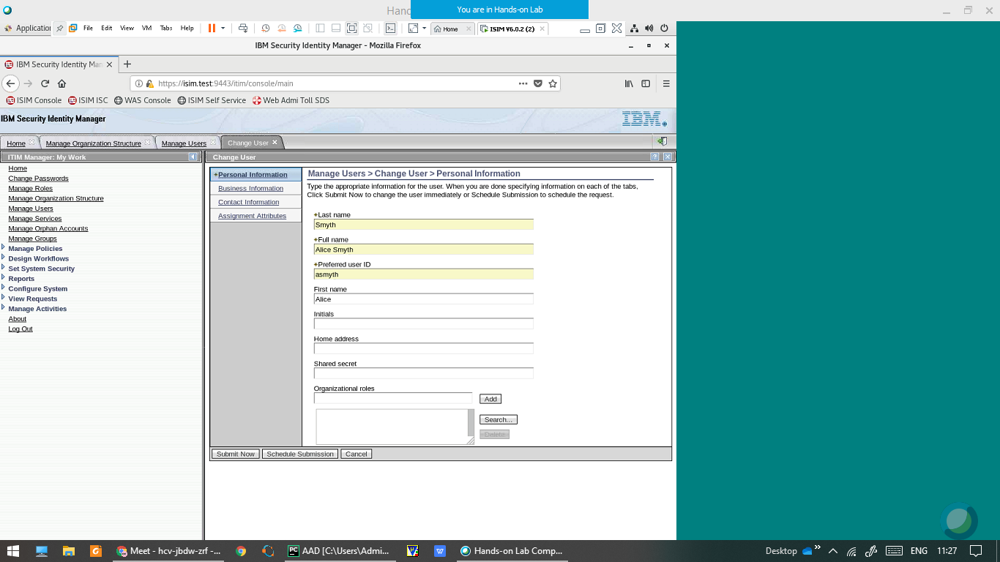 Hand
You are in Hands-on Lab
Application
File Edit View VM Tabs Help
Home
ISIM V6.0.2 (2)
IBM Security Identity Manager - Mozilla Firefox
IBM Security Identity Man
https://isim.test:9443/itim/console/main
ISIM Console ISIM ISC WAS Console ISIM Self Service Web Admi Toll SDS
IBM Security Identity Manager
IBM
Home Manage Organization Structure Manage Users Change User
ITIM Manager: My Work
Home
Change Passwords
Manage Roles
Manage Organization Structure
Manage Users
Manage Services
Manage Orphan Accounts
Manage Groups
Manage Policies
Design Workflows
Set System Security
Reports
Configure System
View Requests
Manage Activities
About
Log Out
Change User
+Personal Information
Business Information
Contact Information
Assignment Attributes
Manage Users > Change User > Personal Information
Type the appropriate information for the user. When you are done specifying information on each of the tabs,
Click Submit Now to change the user immediately or Schedule Submission to schedule the request.
+Last name
Smyth
+Full name
Alice Smyth
+Preferred user ID
asmyth
First name
Alice
Initials
Home address
Shared secret
Organizational roles
Add
Search...
Delete
Submit Now Schedule Submission Cancel
Meet - hcv-jbdw-zrf -...
AAD [C:\Users\Admi...
Hands-on Lab Comp...
Desktop
ENG
11:27